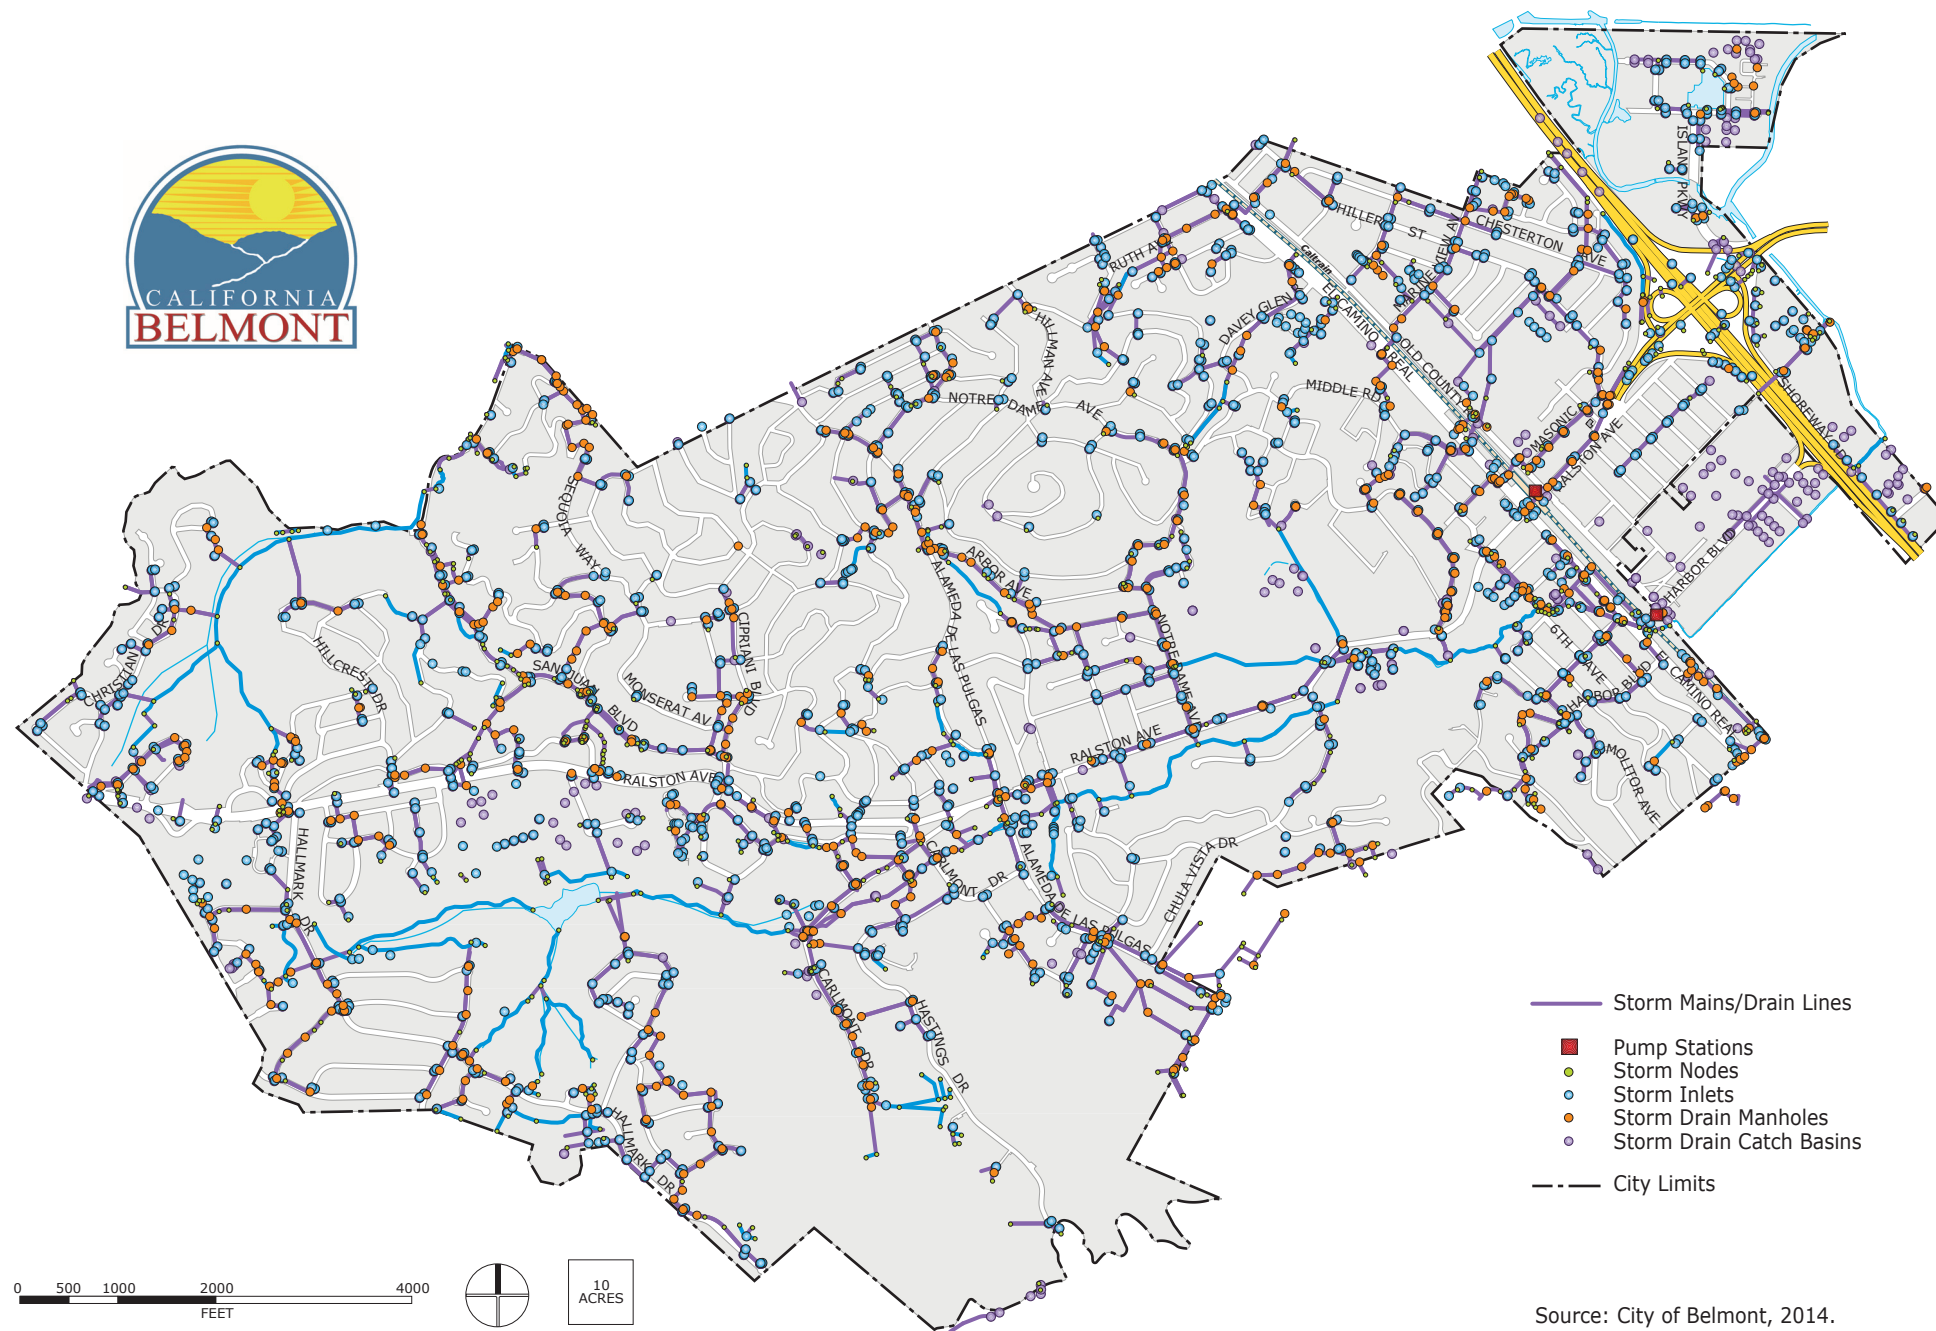 CALIFORNIA
BELMONT
ISLAND PKWY
HILLER ST
CHESTERTON AVE
MARINE VIEW AV
RUTH AV
Caltrain
EL CAMINO REAL
OLD COUNTY
DAVEY GLEN
HILLMAN AVE
MIDDLE RD
NOTRE DAME AVE
MASONIC
RALSTON AVE
SHOREWAY
HARBOR BLVD
SEQUOIA WAY
ARBOR AVE
ALAMEDA DE LAS PULGAS
NOTRE DAME AVE
CIPRIANI BLVD
CHRISTIAN DR
HILLCREST DR
SAN JUAN BLVD
MONSERAT AV
6TH AVE
HARBOR BLVD
EL CAMINO REAL
MOLITOR AVE
RALSTON AVE
RALSTON AVE
HALLMARK DR
CARLMONT DR
ALAMEDA DE LAS PULGAS
CHULA VISTA DR
CARLMONT DR
HASTINGS DR
HALLMARK DR
Storm Mains/Drain Lines
Pump Stations
Storm Nodes
Storm Inlets
Storm Drain Manholes
Storm Drain Catch Basins
City Limits
0 500 1000 2000 4000
FEET
10
ACRES
Source: City of Belmont, 2014.